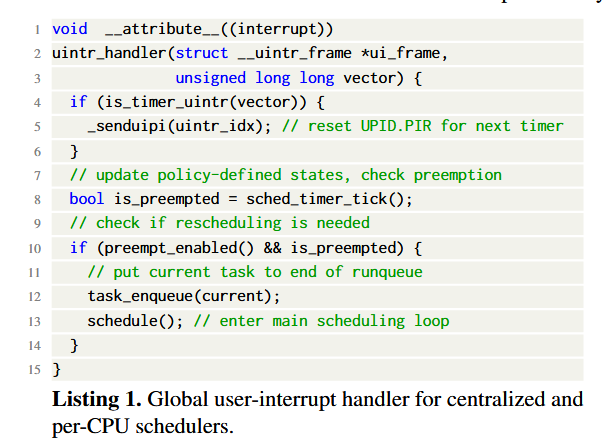 1 void __attribute__((interrupt))
2 uintr_handler(struct __uintr_frame *ui_frame,
3 unsigned long long vector) {
4 if (is_timer_uintr(vector)) {
5 _senduipi(uintr_idx); // reset UPID.PIR for next timer
6 }
7 // update policy-defined states, check preemption
8 bool is_preempted = sched_timer_tick();
9 // check if rescheduling is needed
10 if (preempt_enabled() && is_preempted) {
11 // put current task to end of runqueue
12 task_enqueue(current);
13 schedule(); // enter main scheduling loop
14 }
15 }
Listing 1. Global user-interrupt handler for centralized and
per-CPU schedulers.